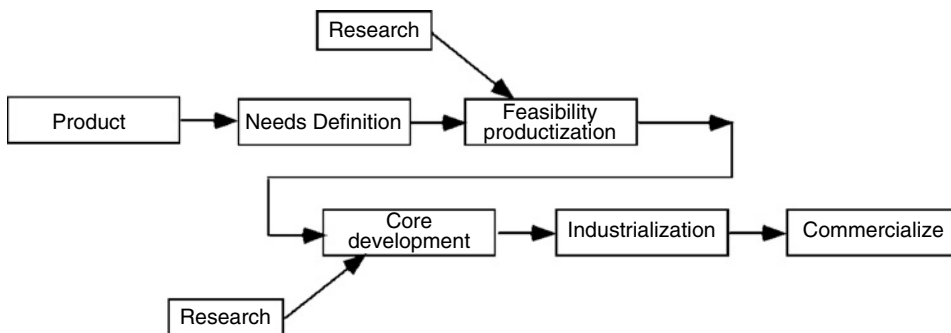 Research
Product
Needs Definition
Feasibility
productization
Core
development
Industrialization
Commercialize
Research